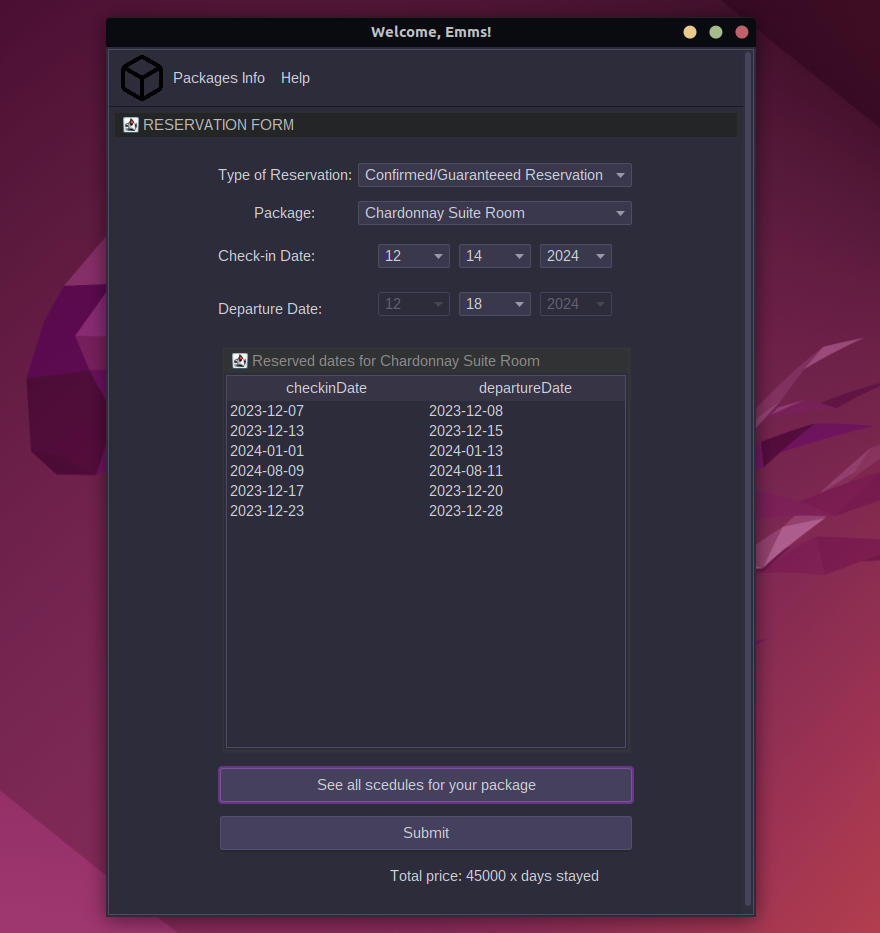 Welcome, Emms!
Packages Info Help
RESERVATION FORM
Type of Reservation: Confirmed/Guaranteeed Reservation
Package: Chardonnay Suite Room
Check-in Date: 12 14 2024
Departure Date: 12 18 2024
Reserved dates for Chardonnay Suite Room
checkinDate departureDate
2023-12-07 2023-12-08
2023-12-13 2023-12-15
2024-01-01 2024-01-13
2024-08-09 2024-08-11
2023-12-17 2023-12-20
2023-12-23 2023-12-28
See all scedules for your package
Submit
Total price: 45000 x days stayed